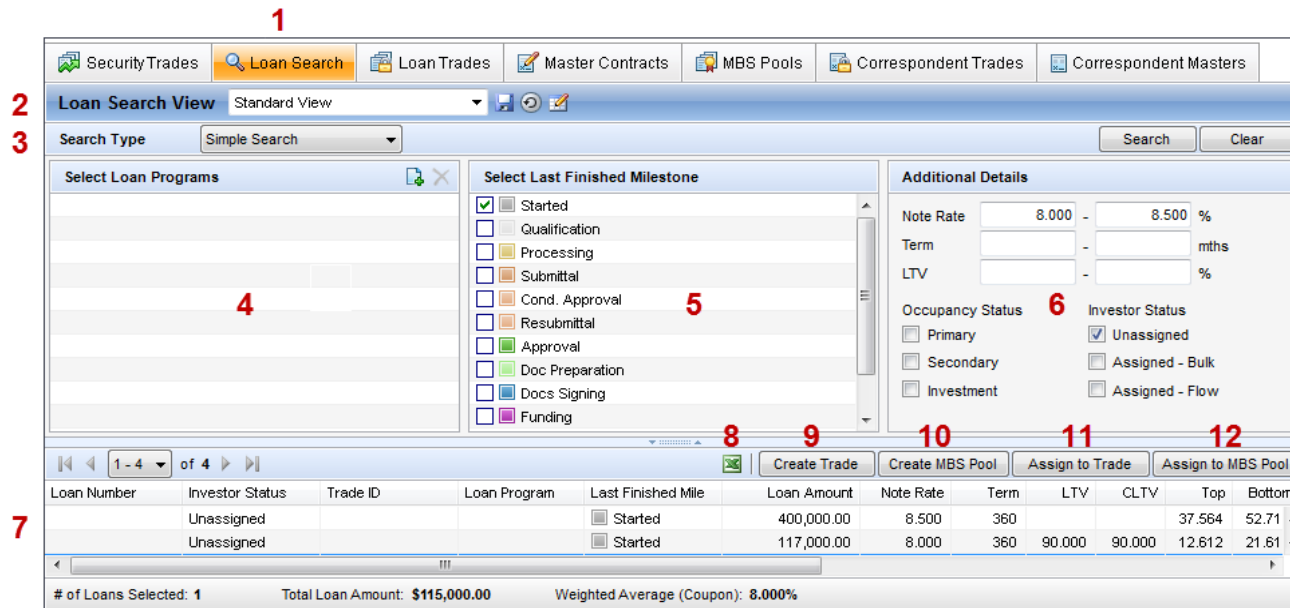 1
Security Trades Loan Search Loan Trades Master Contracts MBS Pools Correspondent Trades Correspondent Masters
2 Loan Search View Standard View
3 Search Type Simple Search Search Clear
Select Loan Programs Select Last Finished Milestone Additional Details
Started
Note Rate 8.000 - 8.500 %
Qualification
Term - mths
Processing
Submittal
LTV - %
4 Cond. Approval 5
Occupancy Status 6 Investor Status
Resubmittal
Primary Unassigned
Approval
Secondary Assigned - Bulk
Doc Preparation
Docs Signing
Investment Assigned - Flow
Funding
8 9 10 11 12
1 - 4 of 4 Create Trade Create MBS Pool Assign to Trade Assign to MBS Pool
Loan Number Investor Status Trade ID Loan Program Last Finished Mile Loan Amount Note Rate Term LTV CLTV Top Bottom
7 Unassigned Started 400,000.00 8.500 360 37.564 52.71
Unassigned Started 117,000.00 8.000 360 90.000 90.000 12.612 21.61
# of Loans Selected: 1 Total Loan Amount: $115,000.00 Weighted Average (Coupon): 8.000%